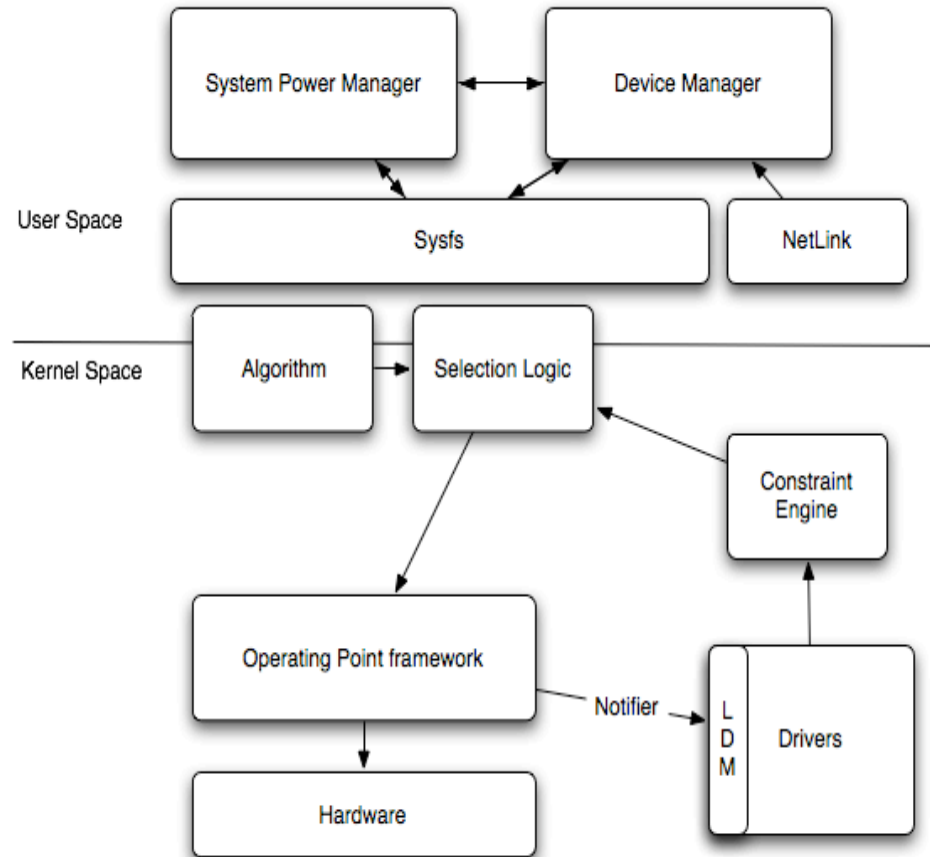 System Power Manager
Device Manager
User Space
Sysfs
NetLink
Kernel Space
Algorithm
Selection Logic
Constraint
Engine
Operating Point framework
Notifier
L
D
M
Drivers
Hardware